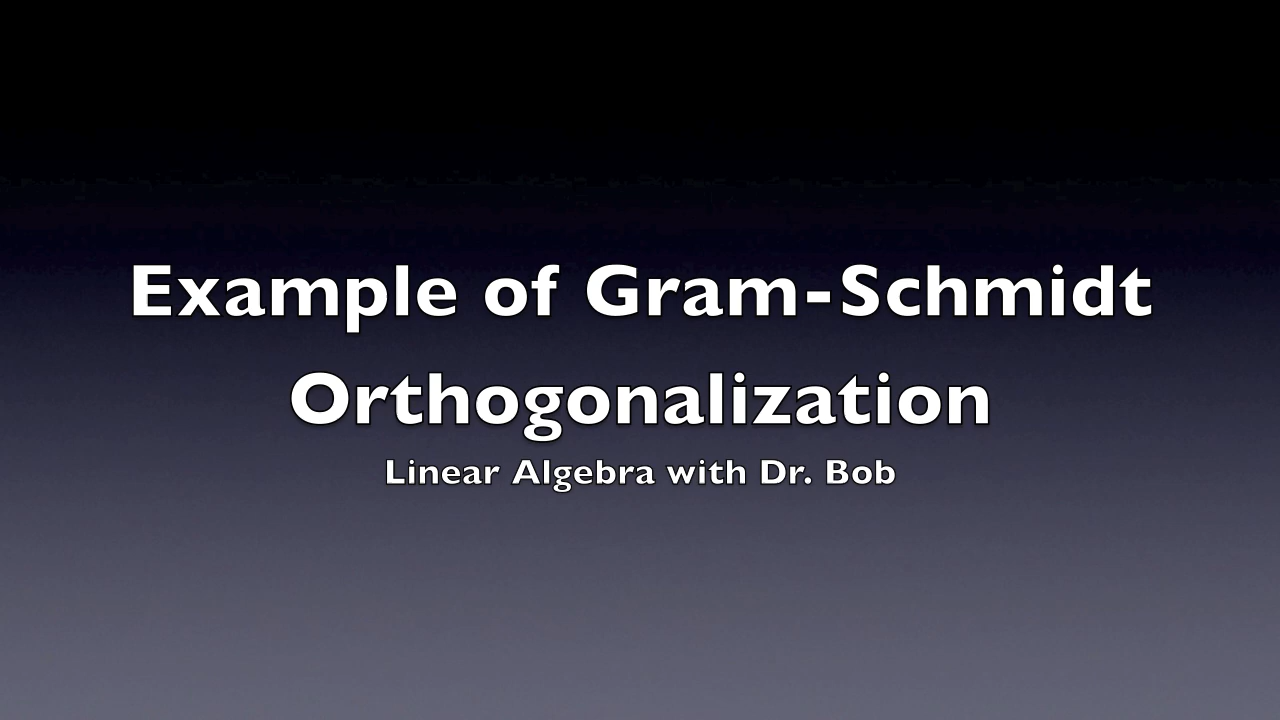 Example of Gram-Schmidt
Orthogonalization
Linear Algebra with Dr. Bob